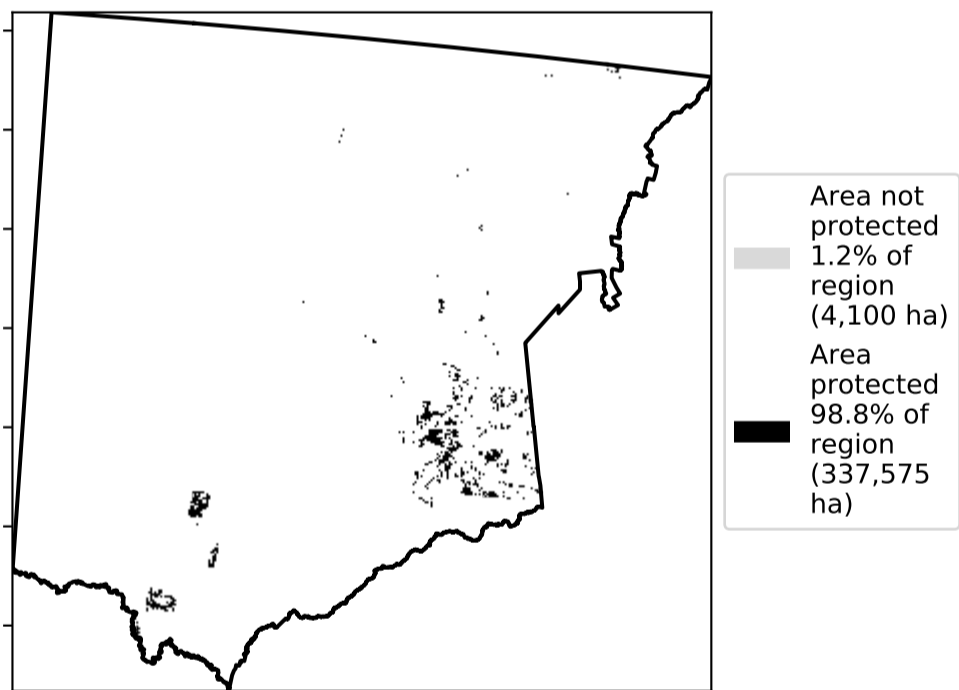 Area not
protected
1.2% of
region
(4,100 ha)
Area
protected
98.8% of
region
(337,575
ha)